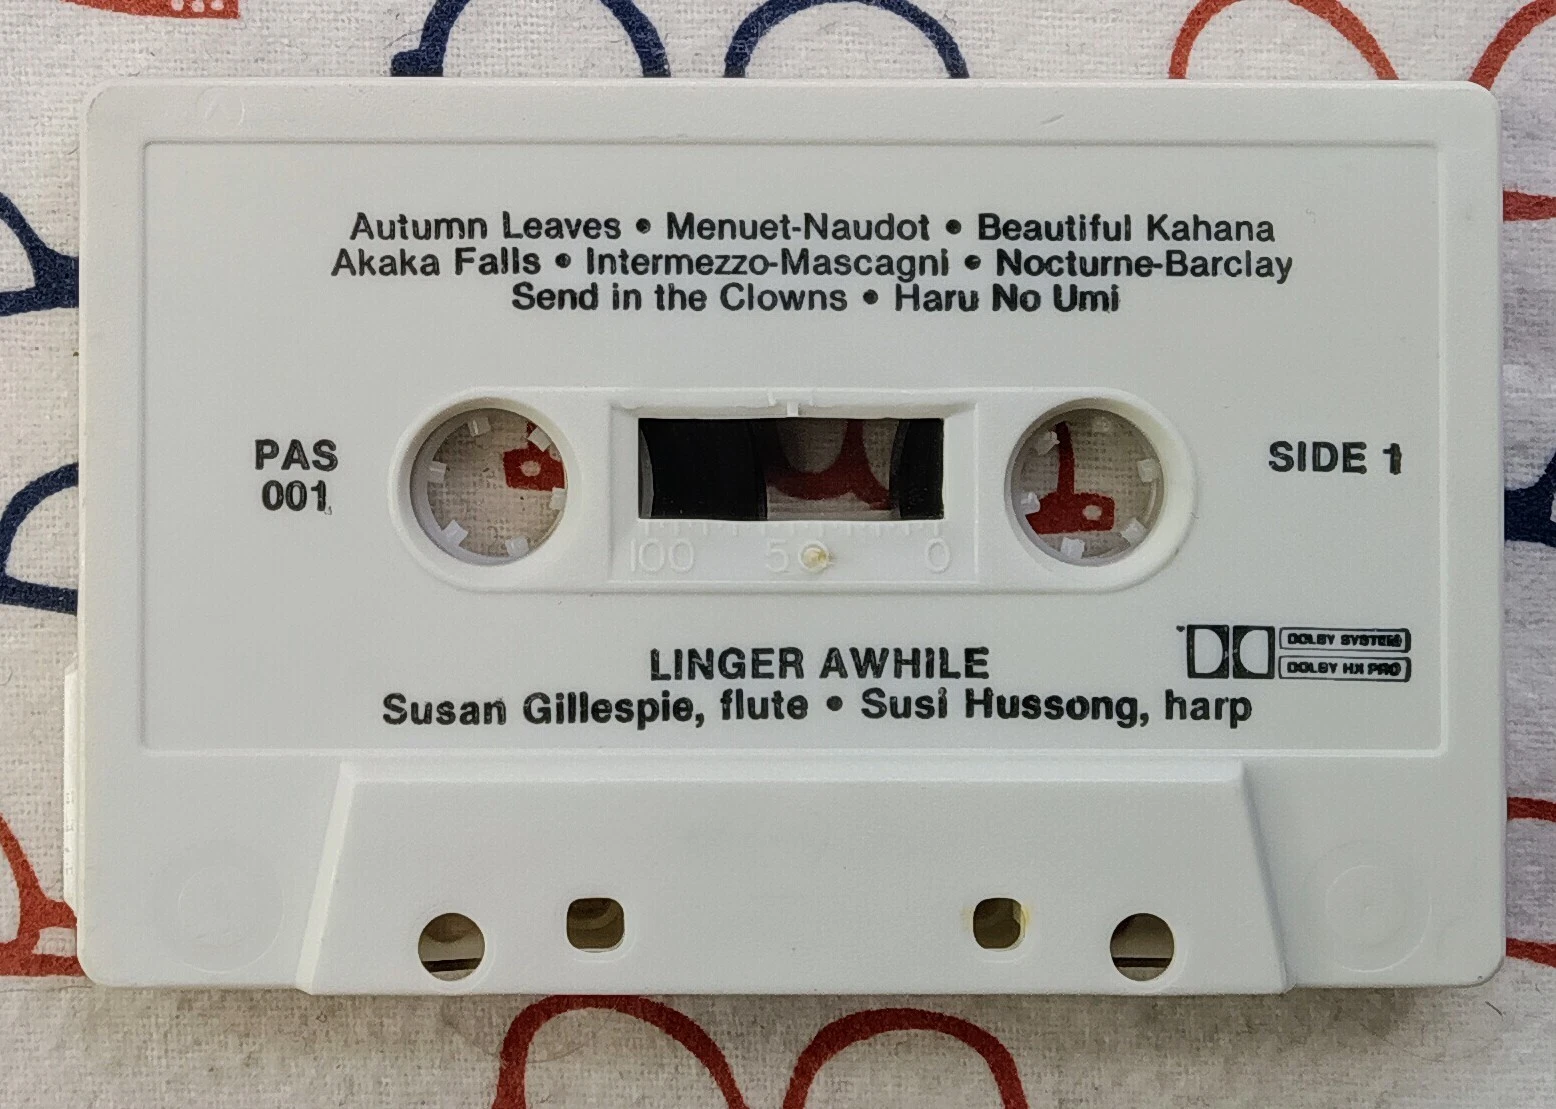 Autumn Leaves • Menuet-Naudot • Beautiful Kahana
Akaka Falls • Intermezzo-Mascagni • Nocturne-Barclay
Send in the Clowns • Haru No Umi
PAS
001
SIDE 1
100 50 0
LINGER AWHILE
Susan Gillespie, flute • Susi Hussong, harp
DOLBY SYSTEM
DOLBY HX PRO